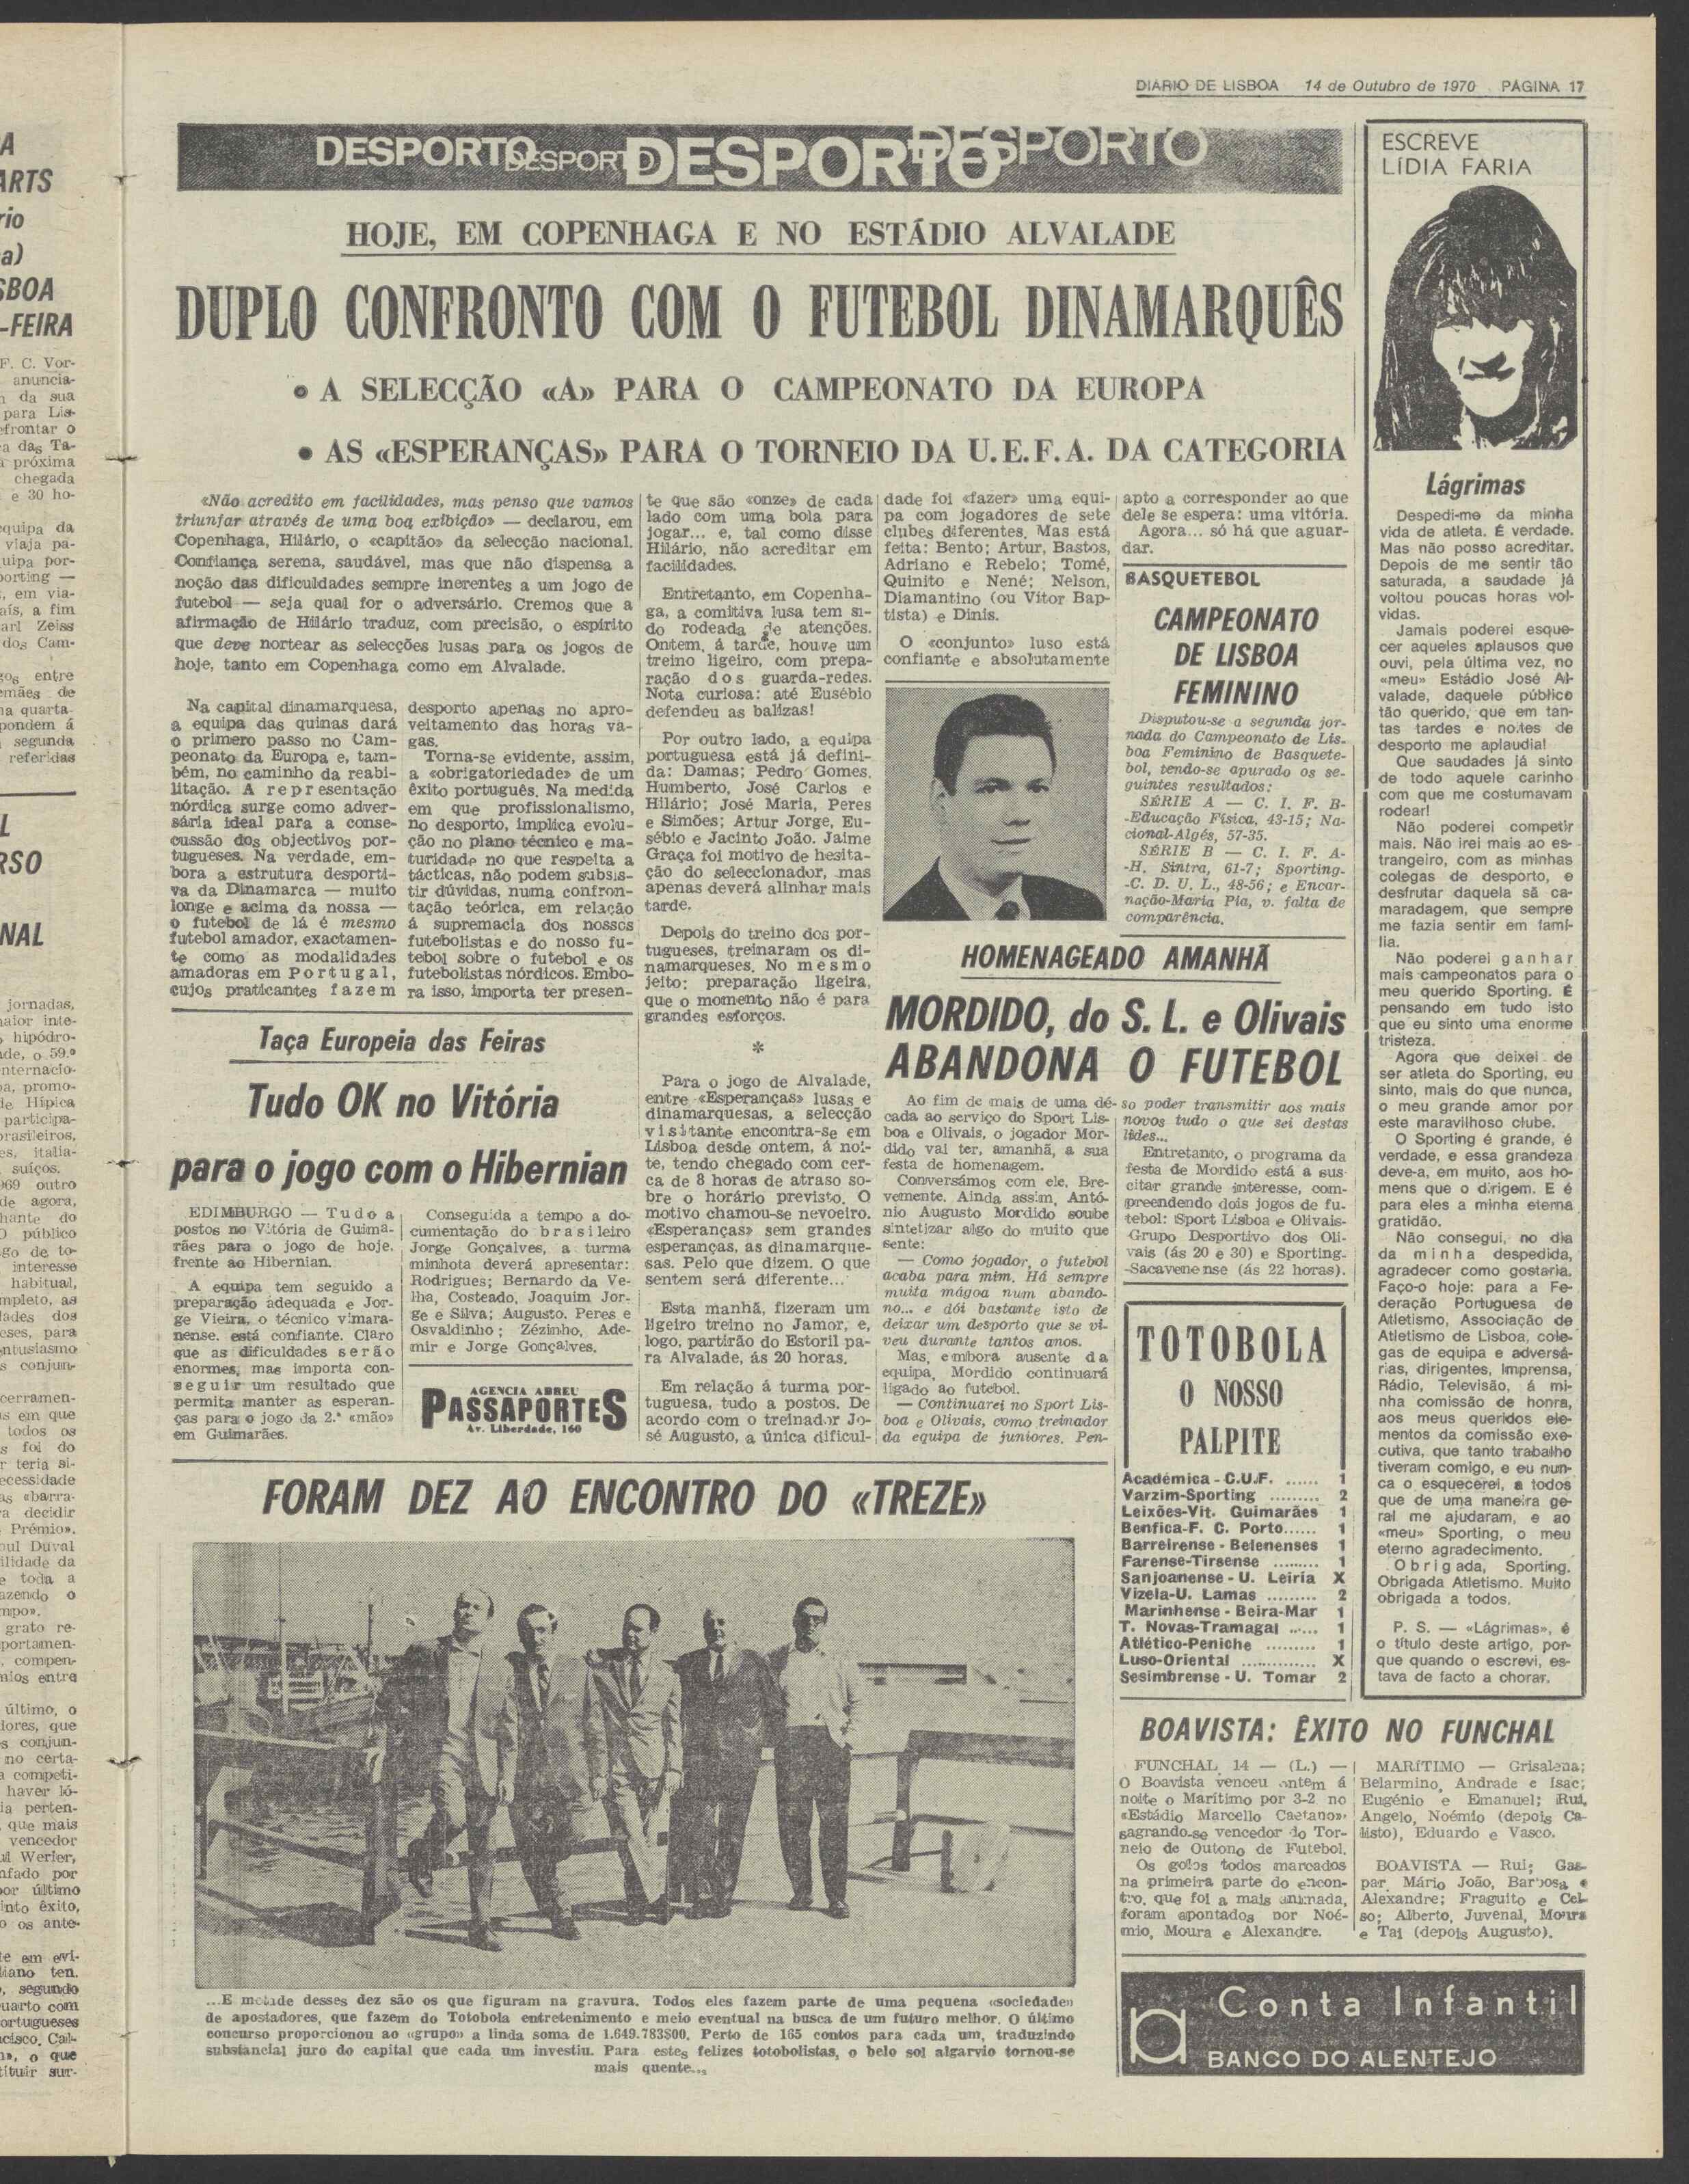 DIARIO DE LISBOA 14 de Outubro de 1970 . PÁGINA 17
DESPORTO DESPORTO DESPORTO DESPORTO
HOJE, EM COPENHAGA E NO ESTÁDIO ALVALADE
DUPLO CONFRONTO COM O FUTEBOL DINAMARQUÊS
• A SELECÇÃO «A» PARA O CAMPEONATO DA EUROPA
• AS «ESPERANÇAS» PARA O TORNEIO DA U.E.F.A. DA CATEGORIA
«Não acredito em facilidades, mas penso que vamos
triunfar através de uma boa exibição» — declarou, em
Copenhaga, Hilário, o «capitão» da selecção nacional.
Confiança serena, saudável, mas que não dispensa a
noção das dificuldades sempre inerentes a um jogo de
futebol — seja qual for o adversário. Cremos que a
afirmação de Hilário traduz, com precisão, o espírito
que deve nortear as selecções lusas para os jogos de
hoje, tanto em Copenhaga como em Alvalade.
Na capital dinamarquesa,
a equipa das quinas dará
o primero passo no Cam-
peonato da Europa e, tam-
bém, no caminho da reabi-
litação. A representação
nórdica surge como adver-
sária ideal para a conse-
cussão dos objectivos por-
tugueses. Na verdade, em-
bora a estrutura desporti-
va da Dinamarca — muito
longe e acima da nossa —
o futebol de lá é mesmo
futebol amador, exactamen-
te como as modalidades
amadoras em Portugal,
cujos praticantes fazem
desporto apenas no apro-
veitamento das horas va-
gas.
Torna-se evidente, assim,
a «obrigatoriedade» de um
êxito português. Na medida
em que profissionalismo,
no desporto, implica evolu-
ção no plano técnico e ma-
turidade no que respeita a
tácticas, não podem subsis-
tir dúvidas, numa confron-
tação teórica, em relação
á supremacia dos nossos
futebolistas e do nosso fu-
tebol sobre o futebol e os
futebolistas nórdicos. Embo-
ra isso, importa ter presen-
te que são «onze» de cada
lado com uma bola para
jogar... e, tal como disse
Hilário, não acreditar em
facilidades.
Entretanto, em Copenha-
ga, a comitiva lusa tem si-
do rodeada de atenções.
Ontem, á tarde, houve um
treino ligeiro, com prepa-
ração dos guarda-redes.
Nota curiosa: até Eusébio
defendeu as balizas!
Por outro lado, a equipa
portuguesa está já defini-
da: Damas; Pedro Gomes,
Humberto, José Carlos e
Hilário; José Maria, Peres
e Simões; Artur Jorge, Eu-
sébio e Jacinto João. Jaime
Graça foi motivo de hesita-
ção do seleccionador, mas
apenas deverá alinhar mais
tarde.
Depois do treino dos por-
tugueses, treinaram os di-
namarqueses. No mesmo
jeito: preparação ligeira,
que o momento não é para
grandes esforços.
*
Para o jogo de Alvalade,
entre «Esperanças» lusas e
dinamarquesas, a selecção
visitante encontra-se em
Lisboa desde ontem, á noi-
te, tendo chegado com cer-
ca de 8 horas de atraso so-
bre o horário previsto. O
motivo chamou-se nevoeiro.
«Esperanças» sem grandes
esperanças, as dinamarque-
sas. Pelo que dizem. O que
sentem será diferente...
Esta manhã, fizeram um
ligeiro treino no Jamor, e,
logo, partirão do Estoril pa-
ra Alvalade, ás 20 horas.
Em relação á turma por-
tuguesa, tudo a postos. De
acordo com o treinador Jo-
sé Augusto, a única dificul-
dade foi «fazer» uma equi-
pa com jogadores de sete
clubes diferentes. Mas está
feita: Bento; Artur, Bastos,
Adriano e Rebelo; Tomé,
Quinito e Nené; Nelson,
Diamantino (ou Vítor Bap-
tista) e Dinis.
O «conjunto» luso está
confiante e absolutamente
apto a corresponder ao que
dele se espera: uma vitória.
Agora... só há que aguar-
dar.
BASQUETEBOL
CAMPEONATO
DE LISBOA
FEMININO
Disputou-se a segunda jor-
nada do Campeonato de Lis-
boa Feminino de Basquete-
bol, tendo-se apurado os se-
guintes resultados:
SÉRIE A — C. I. F. B-
-Educação Física, 43-15; Na-
cional-Algés, 57-35.
SÉRIE B — C. I. F. A-
-H. Sintra, 61-7; Sporting-
-C. D. U. L., 48-56; e Encar-
nação-Maria Pia, v. falta de
comparência.
HOMENAGEADO AMANHÃ
MORDIDO, do S. L. e Olivais
ABANDONA O FUTEBOL
Ao fim de mais de uma dé-
cada ao serviço do Sport Lis-
boa e Olivais, o jogador Mor-
dido vai ter, amanhã, a sua
festa de homenagem.
Conversámos com ele. Bre-
vemente. Ainda assim, Antó-
nio Augusto Mordido soube
sintetizar algo do muito que
sente:
— Como jogador, o futebol
acaba para mim. Há sempre
muita mágoa num abando-
no... e dói bastante isto de
deixar um desporto que se vi-
veu durante tantos anos.
Mas, embora ausente da
equipa, Mordido continuará
ligado ao futebol.
— Continuarei no Sport Lis-
boa e Olivais, como treinador
da equipa de juniores. Pen-
so poder transmitir aos mais
novos tudo o que sei destas
lides...
Entretanto, o programa da
festa de Mordido está a sus-
citar grande interesse, com-
preendendo dois jogos de fu-
tebol: Sport Lisboa e Olivais-
Grupo Desportivo dos Oli-
vais (ás 20 e 30) e Sporting-
-Sacavenense (ás 22 horas).
Taça Europeia das Feiras
Tudo OK no Vitória
para o jogo com o Hibernian
EDIMBURGO — Tudo a
postos no Vitória de Guima-
rães para o jogo de hoje.
frente ao Hibernian.
A equipa tem seguido a
preparação adequada e Jor-
ge Vieira, o técnico vimara-
nense. está confiante. Claro
que as dificuldades serão
enormes, mas importa con-
seguir um resultado que
permita manter as esperan-
ças para o jogo da 2.ª «mão»
em Guimarães.
Conseguida a tempo a do-
cumentação do brasileiro
Jorge Gonçalves, a turma
minhota deverá apresentar:
Rodrigues; Bernardo da Ve-
lha, Costeado, Joaquim Jor-
ge e Silva; Augusto, Peres e
Osvaldinho; Zézinho, Ade-
mir e Jorge Gonçalves.
AGENCIA ABREU
PASSAPORTES
Av. Liberdade, 160
TOTOBOLA
O NOSSO
PALPITE
Académica - C.U.F. ...... 1
Varzim-Sporting ......... 2
Leixões-Vit. Guimarães 1
Benfica-F. C. Porto...... 1
Barreirense - Belenenses 1
Farense-Tirsense ......... 1
Sanjoanense - U. Leiria X
Vizela-U. Lamas ......... 2
Marinhense - Beira-Mar 1
T. Novas-Tramagal ...... 1
Atlético-Peniche ......... 1
Luso-Oriental ............. X
Sesimbrense - U. Tomar 2
FORAM DEZ AO ENCONTRO DO «TREZE»
...E metade desses dez são os que figuram na gravura. Todos eles fazem parte de uma pequena «sociedade»
de apostadores, que fazem do Totobola entretenimento e meio eventual na busca de um futuro melhor. O último
concurso proporcionou ao «grupo» a linda soma de 1.649.783$00. Perto de 165 contos para cada um, traduzindo
substancial juro do capital que cada um investiu. Para estes felizes totobolistas, o belo sol algarvio tornou-se
mais quente...
ESCREVE
LÍDIA FARIA
Lágrimas
Despedi-me da minha
vida de atleta. É verdade.
Mas não posso acreditar.
Depois de me sentir tão
saturada, a saudade já
voltou poucas horas vol-
vidas.
Jamais poderei esque-
cer aqueles aplausos que
ouvi, pela última vez, no
«meu» Estádio José Al-
valade, daquele público
tão querido, que em tan-
tas tardes e noites de
desporto me aplaudia!
Que saudades já sinto
de todo aquele carinho
com que me costumavam
rodear!
Não poderei competir
mais. Não irei mais ao es-
trangeiro, com as minhas
colegas de desporto, e
desfrutar daquela sã ca-
maradagem, que sempre
me fazia sentir em famí-
lia.
Não poderei ganhar
mais campeonatos para o
meu querido Sporting. É
pensando em tudo isto
que eu sinto uma enorme
tristeza.
Agora que deixei de
ser atleta do Sporting, eu
sinto, mais do que nunca,
o meu grande amor por
este maravilhoso clube.
O Sporting é grande, é
verdade, e essa grandeza
deve-a, em muito, aos ho-
mens que o dirigem. E é
para eles a minha eterna
gratidão.
Não consegui, no dia
da minha despedida,
agradecer como gostaria.
Faço-o hoje: para a Fe-
deração Portuguesa de
Atletismo, Associação de
Atletismo de Lisboa, cole-
gas de equipa e adversá-
rias, dirigentes, Imprensa,
Rádio, Televisão, á mi-
nha comissão de honra,
aos meus queridos ele-
mentos da comissão exe-
cutiva, que tanto trabalho
tiveram comigo, e eu nun-
ca o esquecerei, a todos
que de uma maneira ge-
ral me ajudaram, e ao
«meu» Sporting, o meu
eterno agradecimento.
Obrigada, Sporting.
Obrigada Atletismo. Muito
obrigada a todos.
P. S. — «Lágrimas», é
o título deste artigo, por-
que quando o escrevi, es-
tava de facto a chorar.
BOAVISTA: ÊXITO NO FUNCHAL
FUNCHAL, 14 — (L.) —
O Boavista venceu ontem á
noite o Marítimo por 3-2 no
«Estádio Marcello Caetano»,
sagrando-se vencedor do Tor-
neio de Outono de Futebol.
Os golos todos marcados
na primeira parte do encon-
tro, que foi a mais animada,
foram apontados por Noé-
mio, Moura e Alexandre.
MARÍTIMO — Grisalena;
Belarmino, Andrade e Isac;
Eugénio e Emanuel; Rui,
Angelo, Noémio (depois Ca-
listo), Eduardo e Vasco.
BOAVISTA — Rui; Gas-
par, Mário João, Barbosa e
Alexandre; Fraguito e Cel-
so; Alberto, Juvenal, Moura
e Tai (depois Augusto).
Conta Infantil
BANCO DO ALENTEJO